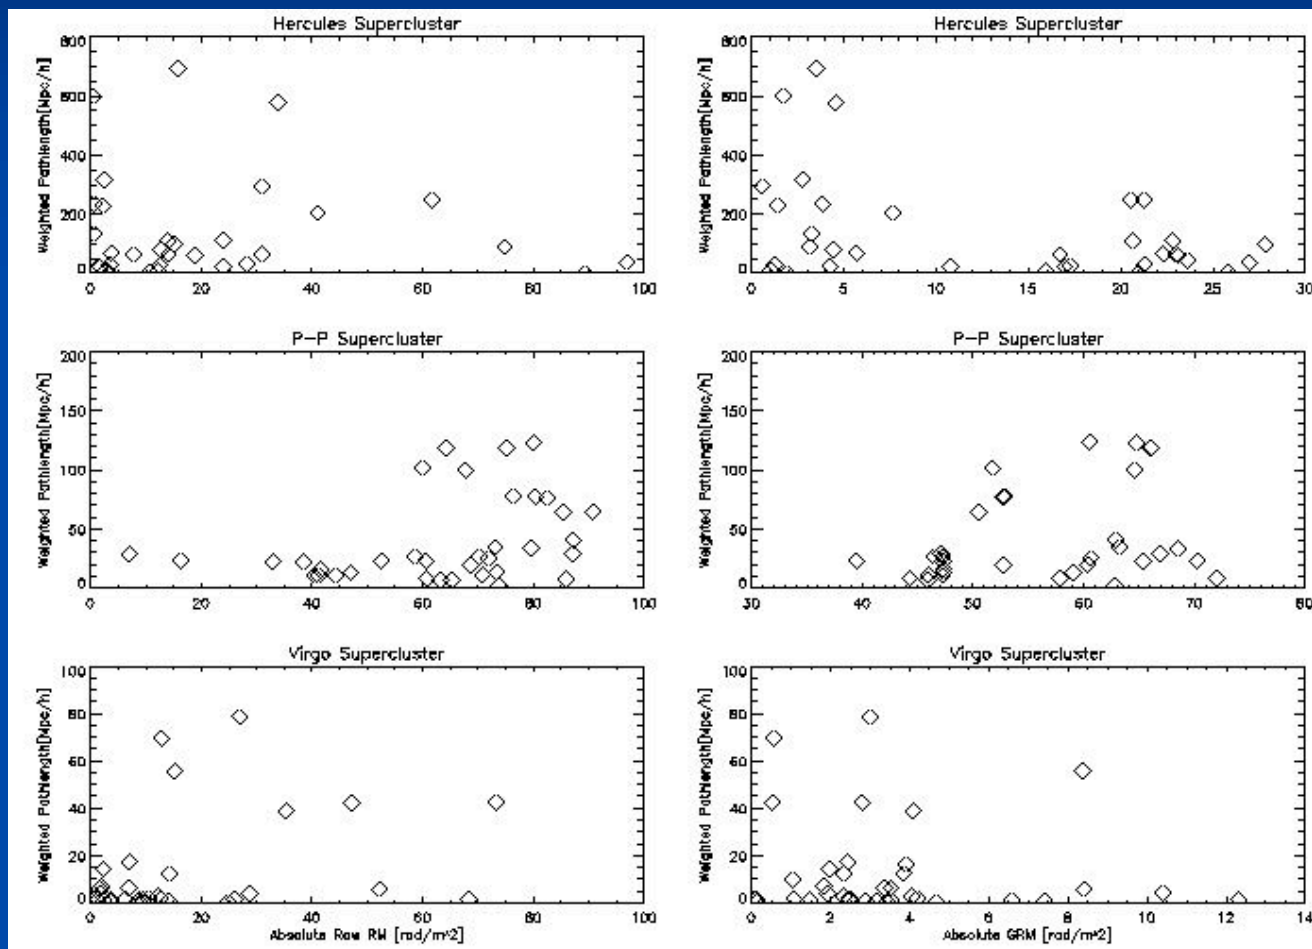 Hercules Supercluster
Hercules Supercluster
Weighted Pathlength[Mpc/h]
800
600
400
200
0
0 20 40 60 80 100
Weighted Pathlength[Mpc/h]
800
600
400
200
0
0 5 10 15 20 25 30
P-P Supercluster
P-P Supercluster
Weighted Pathlength[Mpc/h]
200
150
100
50
0
0 20 40 60 80 100
Weighted Pathlength[Mpc/h]
200
150
100
50
0
30 40 50 60 70 80
Virgo Supercluster
Virgo Supercluster
Weighted Pathlength[Mpc/h]
100
80
60
40
20
0
0 20 40 60 80 100
Absolute Raw RM [rad/m^2]
Weighted Pathlength[Mpc/h]
100
80
60
40
20
0
0 2 4 6 8 10 12 14
Absolute GRM [rad/m^2]